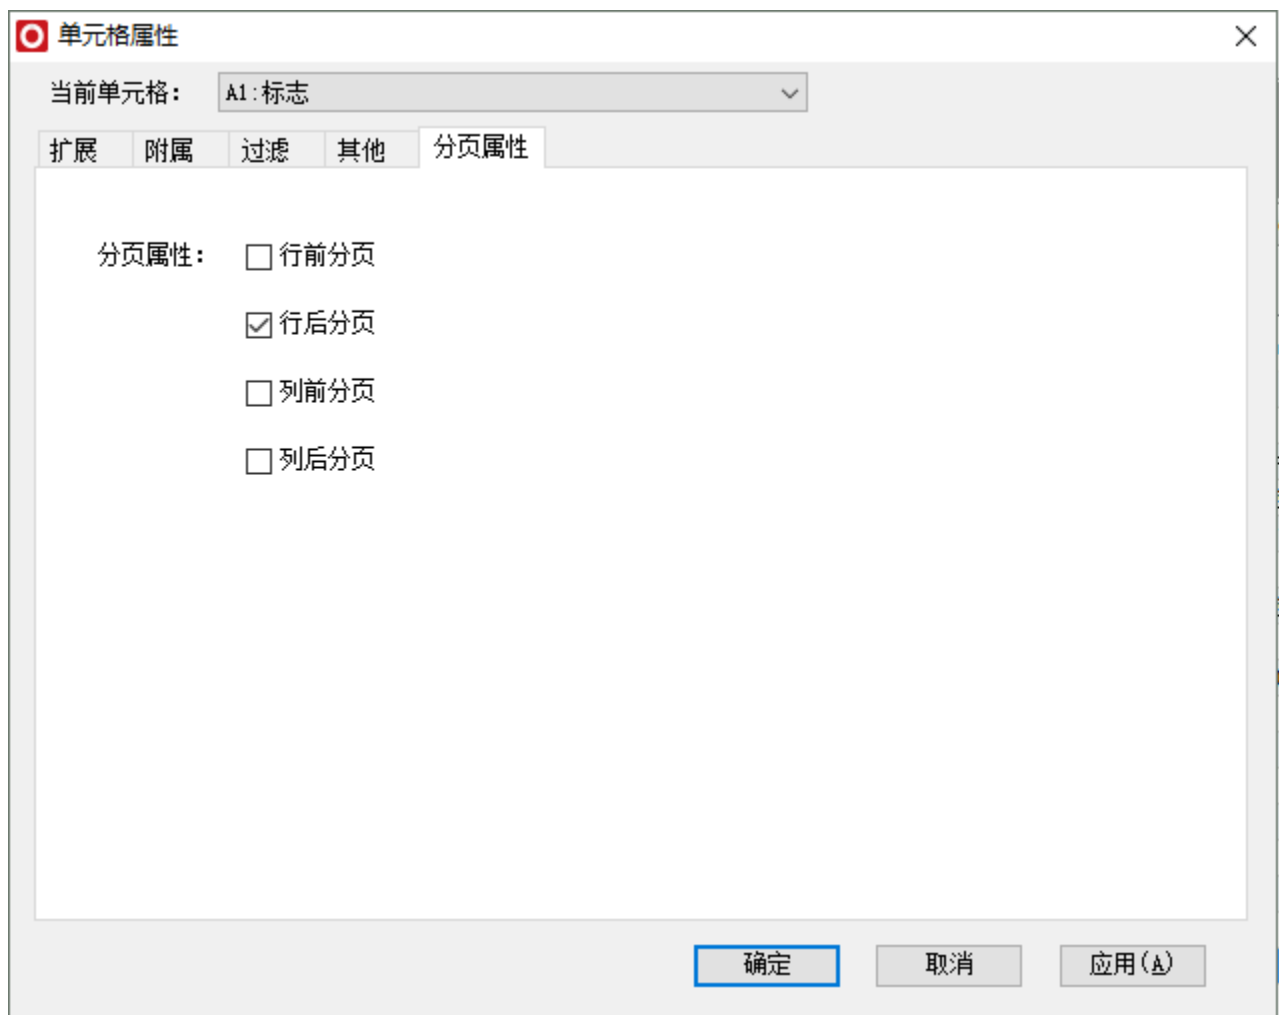 单元格属性
当前单元格： A1:标志
扩展 附属 过滤 其他 分页属性
分页属性： 行前分页
行后分页
列前分页
列后分页
确定 取消 应用(A)